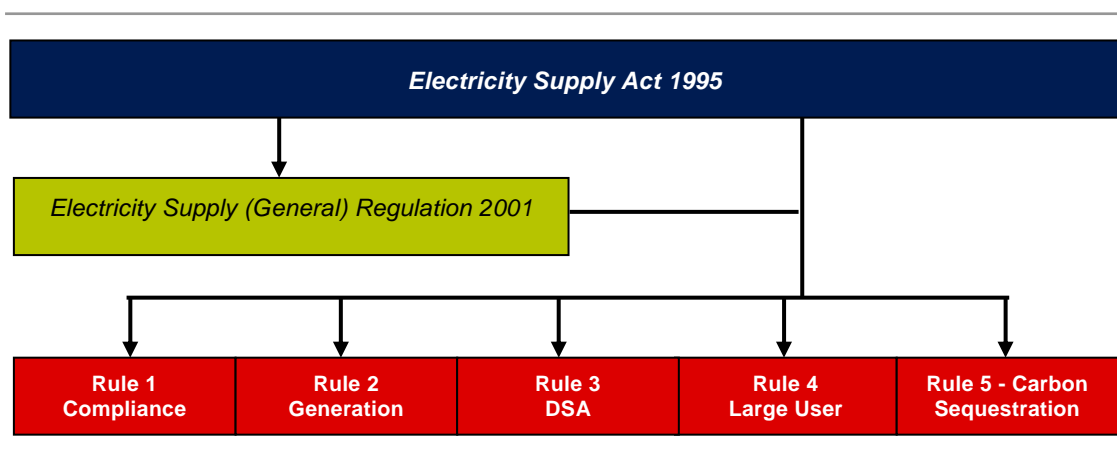 Electricity Supply Act 1995
Electricity Supply (General) Regulation 2001
Rule 1
Compliance
Rule 2
Generation
Rule 3
DSA
Rule 4
Large User
Rule 5 - Carbon
Sequestration